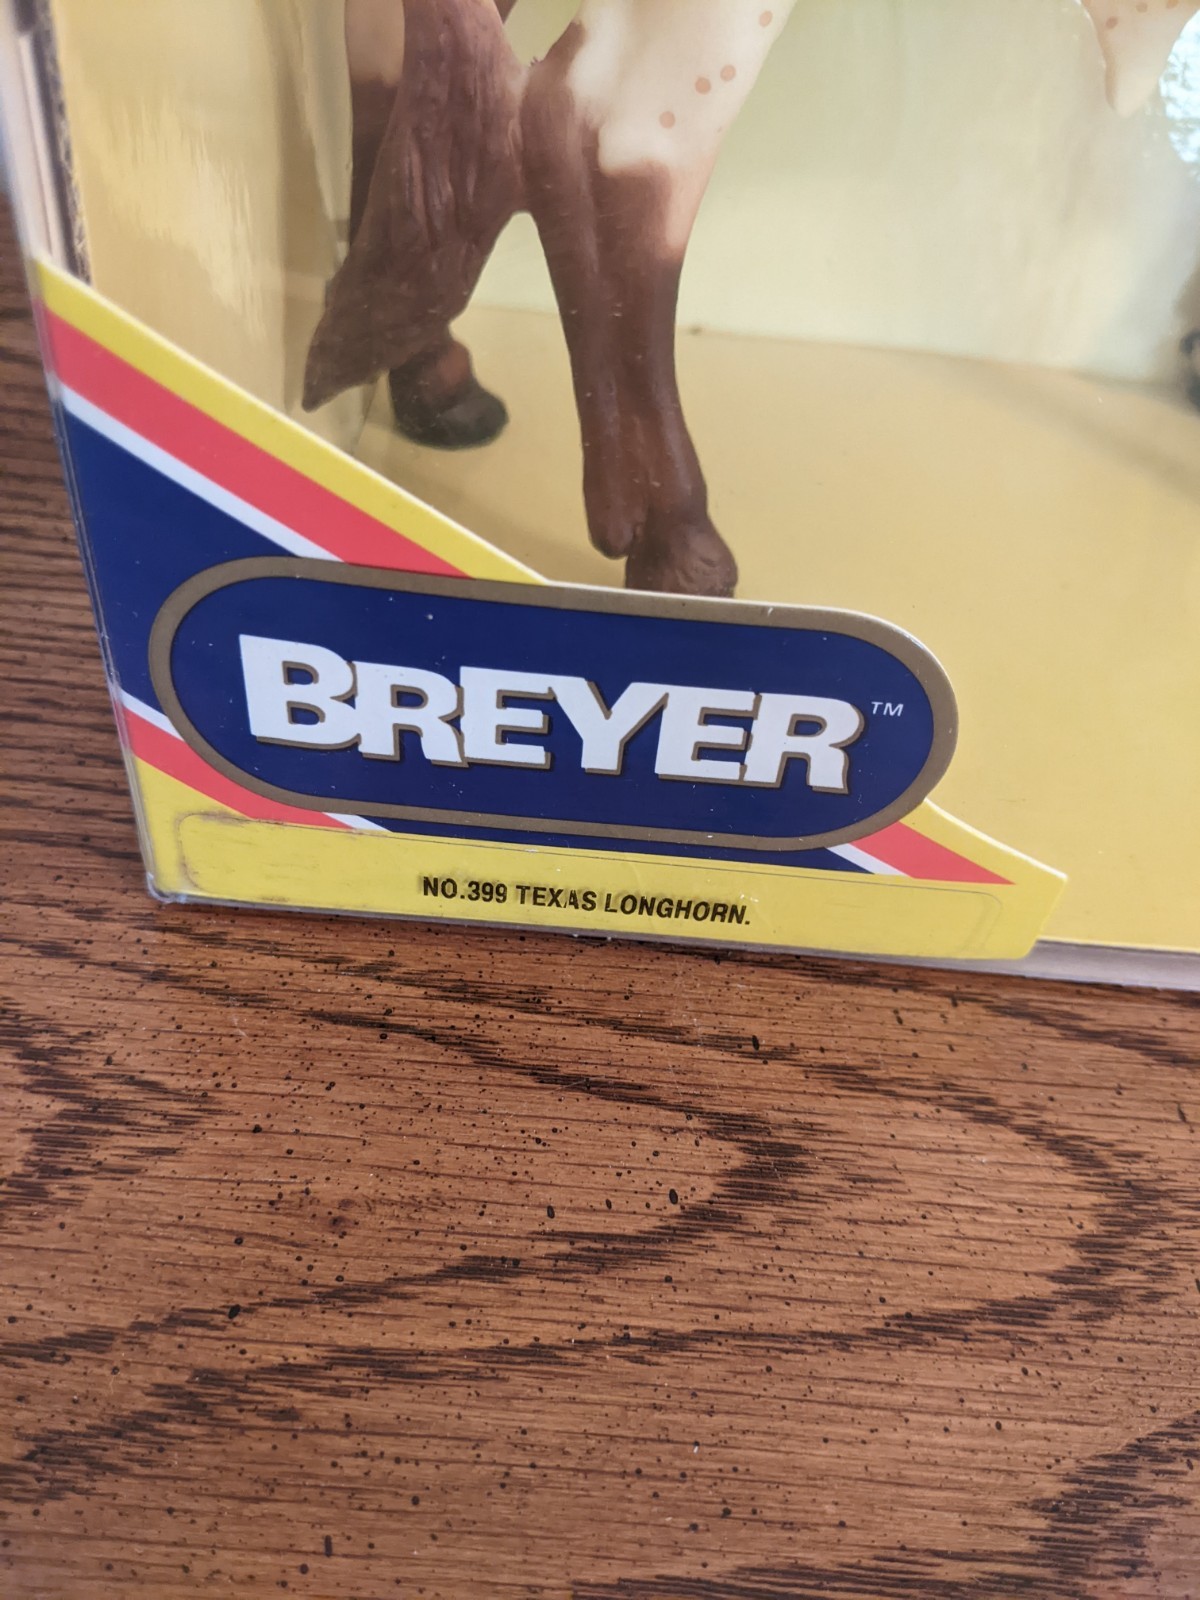 BREYER™
NO.399 TEXAS LONGHORN.